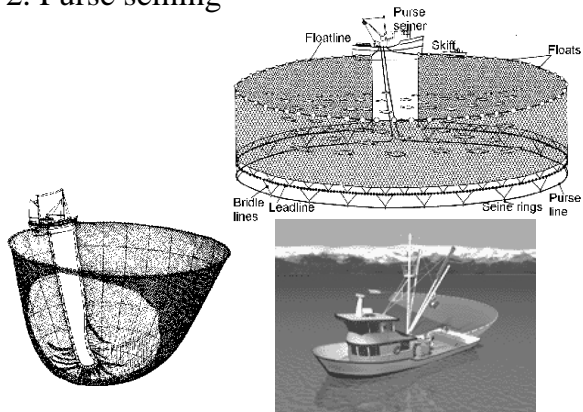 2. Purse seining
Purse
seiner
Floatline
Skiff
Floats
Bridle
lines
Leadline
Seine rings
Purse
line